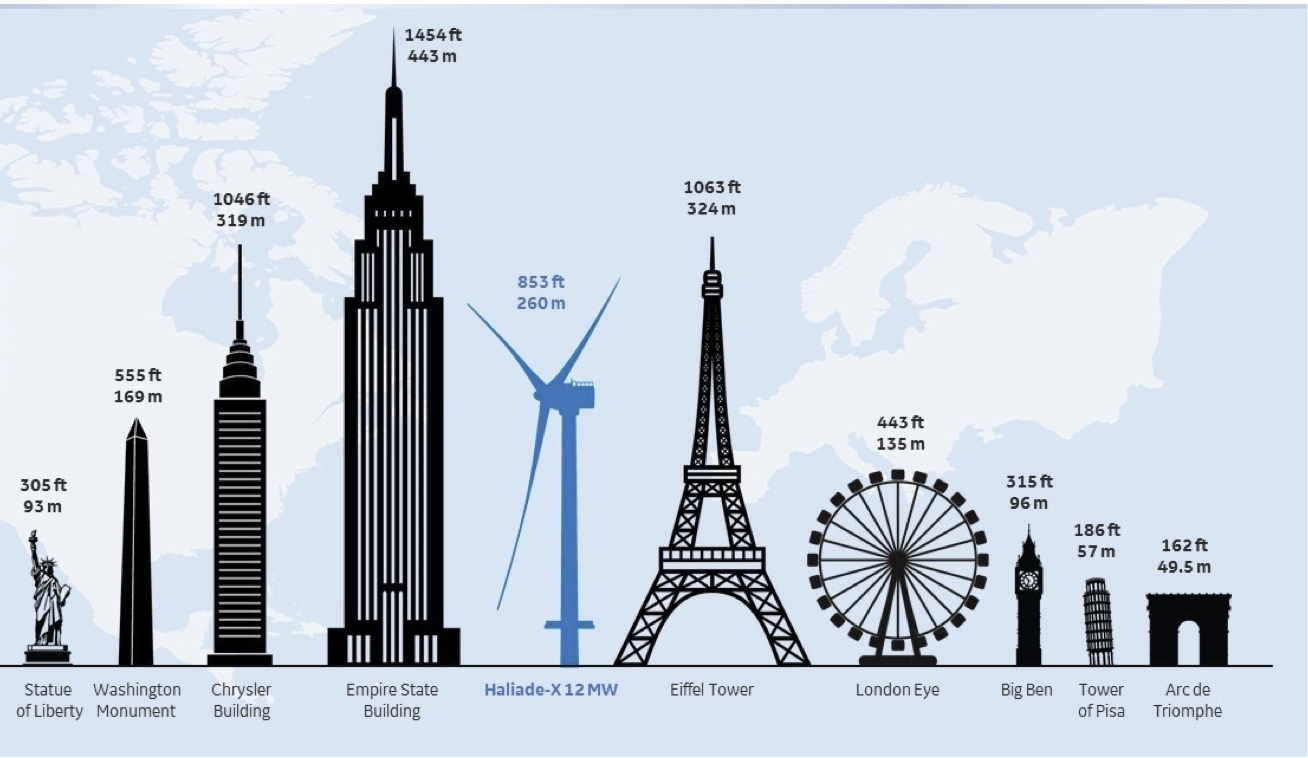 1454 ft
443 m
1046 ft
319 m
1063 ft
324 m
853 ft
260 m
555 ft
169 m
443 ft
135 m
305 ft
93 m
315 ft
96 m
186 ft
57 m
162 ft
49.5 m
Statue
of Liberty
Washington
Monument
Chrysler
Building
Empire State
Building
Haliade-X 12 MW
Eiffel Tower
London Eye
Big Ben
Tower
of Pisa
Arc de
Triomphe